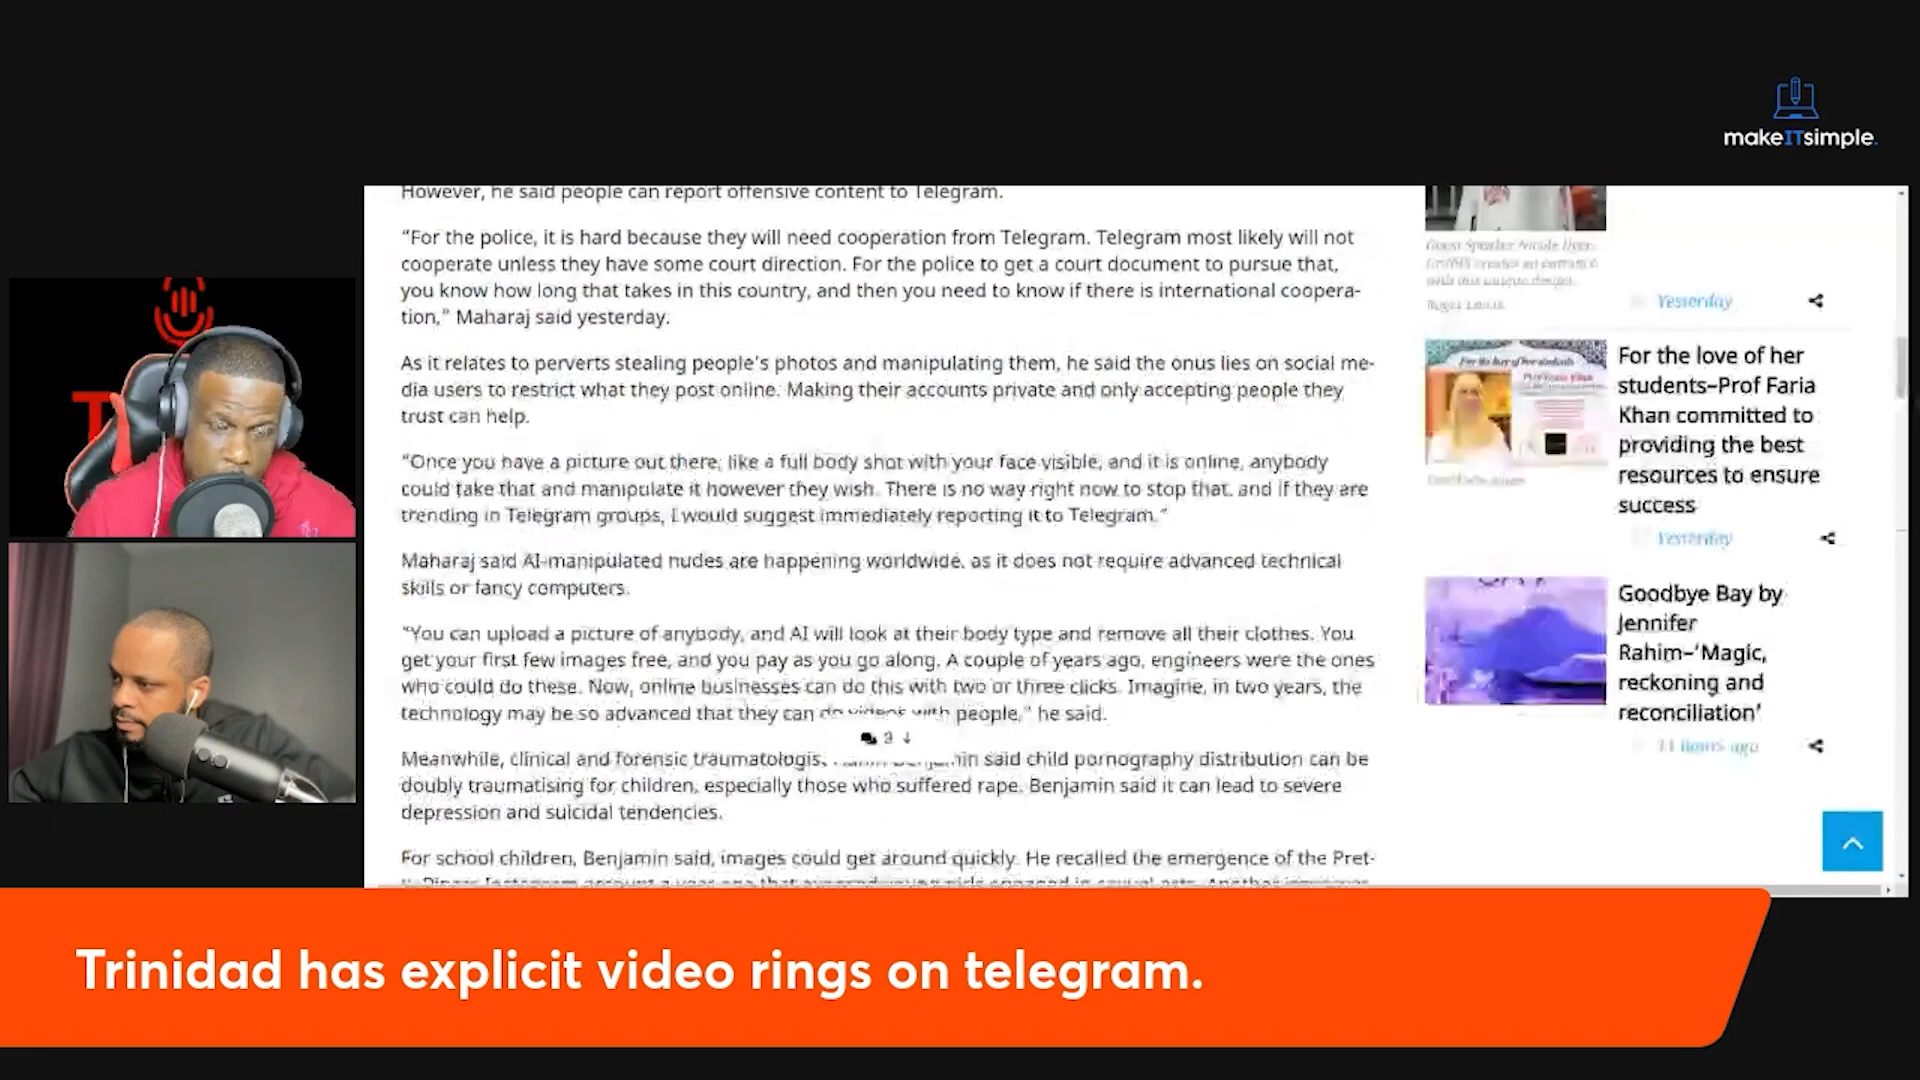 makeITsimple.
However, he said people can report offensive content to Telegram.
“For the police, it is hard because they will need cooperation from Telegram. Telegram most likely will not
cooperate unless they have some court direction. For the police to get a court document to pursue that,
you know how long that takes in this country, and then you need to know if there is international coopera-
tion,” Maharaj said yesterday.
As it relates to perverts stealing people's photos and manipulating them, he said the onus lies on social me-
dia users to restrict what they post online. Making their accounts private and only accepting people they
trust can help.
“Once you have a picture out there, like a full body shot with your face visible, and it is online, anybody
could take that and manipulate it however they wish. There is no way right now to stop that, and if they are
trending in Telegram groups, I would suggest immediately reporting it to Telegram.”
Maharaj said AI-manipulated nudes are happening worldwide, as it does not require advanced technical
skills or fancy computers.
“You can upload a picture of anybody, and AI will look at their body type and remove all their clothes. You
get your first few images free, and you pay as you go along. A couple of years ago, engineers were the ones
who could do these. Now, online businesses can do this with two or three clicks. Imagine, in two years, the
technology may be so advanced that they can do videos with people,” he said.
3
Meanwhile, clinical and forensic traumatologist said child pornography distribution can be
doubly traumatising for children, especially those who suffered rape. Benjamin said it can lead to severe
depression and suicidal tendencies.
For school children, Benjamin said, images could get around quickly. He recalled the emergence of the Pret-
Yesterday
For the love of her
students–Prof Faria
Khan committed to
providing the best
resources to ensure
success
Yesterday
Goodbye Bay by
Jennifer
Rahim–‘Magic,
reckoning and
reconciliation’
11 hours ago
Trinidad has explicit video rings on telegram.